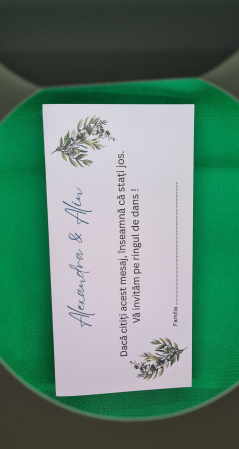 Alexandra & Alin
Dacă citiți acest mesaj, înseamnă că stați jos.
Vă invităm pe ringul de dans !
Familia